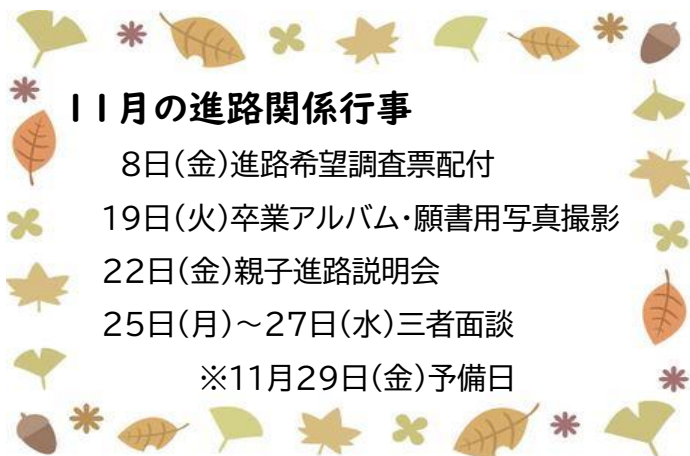 11月の進路関係行事
8日(金)進路希望調査票配付
19日(火)卒業アルバム・願書用写真撮影
22日(金)親子進路説明会
25日(月)～27日(水)三者面談
※11月29日(金)予備日